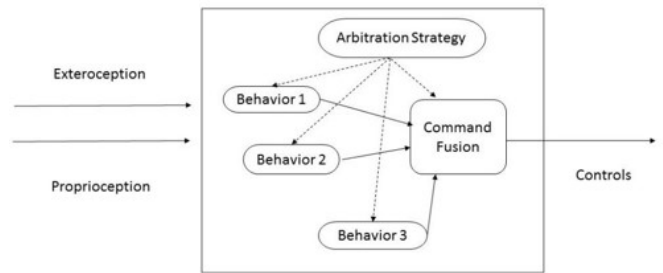 Arbitration Strategy
Exteroception
Behavior 1
Command
Fusion
Behavior 2
Proprioception
Controls
Behavior 3